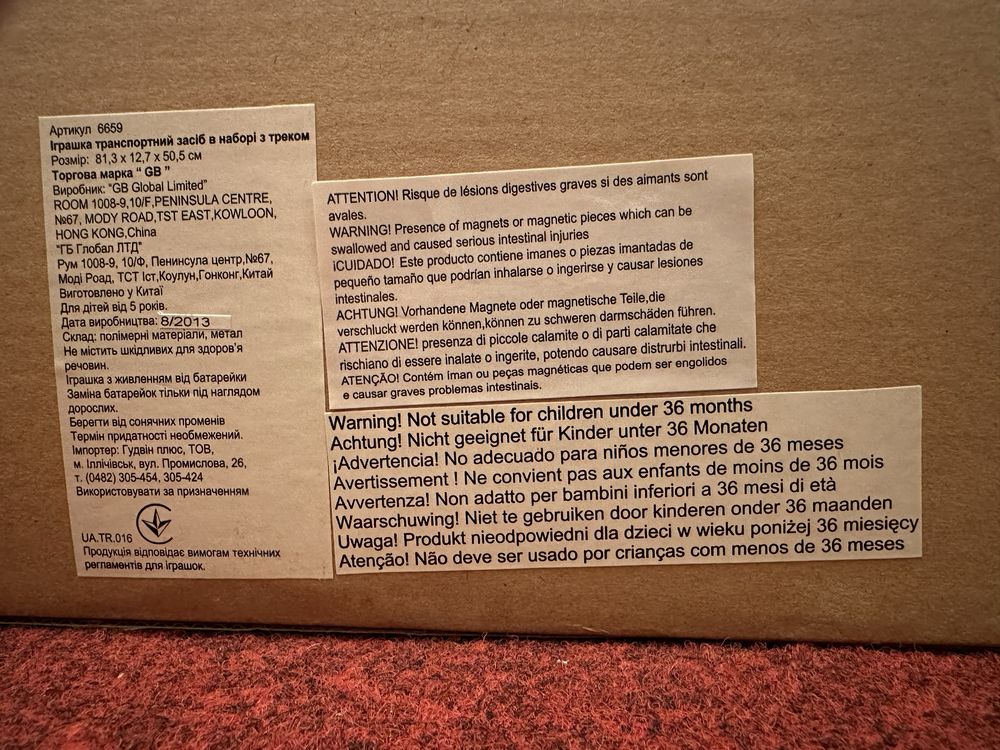 Артикул 6659
Іграшка транспортний засіб в наборі з треком
Розмір: 81,3 x 12,7 x 50,5 см
Торгова марка “ GB ”
Виробник: “GB Global Limited”
ROOM 1008-9,10/F,PENINSULA CENTRE,
№67, MODY ROAD,TST EAST,KOWLOON,
HONG KONG,China
"ГБ Глобал ЛТД"
Рум 1008-9, 10/Ф, Пенинсула центр,№67,
Моді Роад, ТСТ Іст,Коулун,Гонконг,Китай
Виготовлено у Китаї
Для дітей від 5 років.
Дата виробництва: 8/2013
Склад: полімерні матеріали, метал
Не містить шкідливих для здоров'я
речовин.
Іграшка з живленням від батарейки
Заміна батарейок тільки під наглядом
дорослих.
Берегти від сонячних променів
Термін придатності необмежений.
Імпортер: Гудвін плюс, ТОВ,
м. Іллічівськ, вул. Промислова, 26,
т. (0482) 305-454, 305-424
Використовувати за призначенням
UA.TR.016
Продукція відповідає вимогам технічних
регламентів для іграшок.
ATTENTION! Risque de lésions digestives graves si des aimants sont
avales.
WARNING! Presence of magnets or magnetic pieces which can be
swallowed and caused serious intestinal injuries
¡CUIDADO! Este producto contiene imanes o piezas imantadas de
pequeño tamaño que podrían inhalarse o ingerirse y causar lesiones
intestinales.
ACHTUNG! Vorhandene Magnete oder magnetische Teile,die
verschluckt werden können,können zu schweren darmschäden führen.
ATTENZIONE! presenza di piccole calamite o di parti calamitate che
rischiano di essere inalate o ingerite, potendo causare distrurbi intestinali.
ATENÇÃO! Contém Iman ou peças magnéticas que podem ser engolidos
e causar graves problemas intestinais.
Warning! Not suitable for children under 36 months
Achtung! Nicht geeignet für Kinder unter 36 Monaten
¡Advertencia! No adecuado para niños menores de 36 meses
Avertissement ! Ne convient pas aux enfants de moins de 36 mois
Avvertenza! Non adatto per bambini inferiori a 36 mesi di età
Waarschuwing! Niet te gebruiken door kinderen onder 36 maanden
Uwaga! Produkt nieodpowiedni dla dzieci w wieku poniżej 36 miesięcy
Atenção! Não deve ser usado por crianças com menos de 36 meses